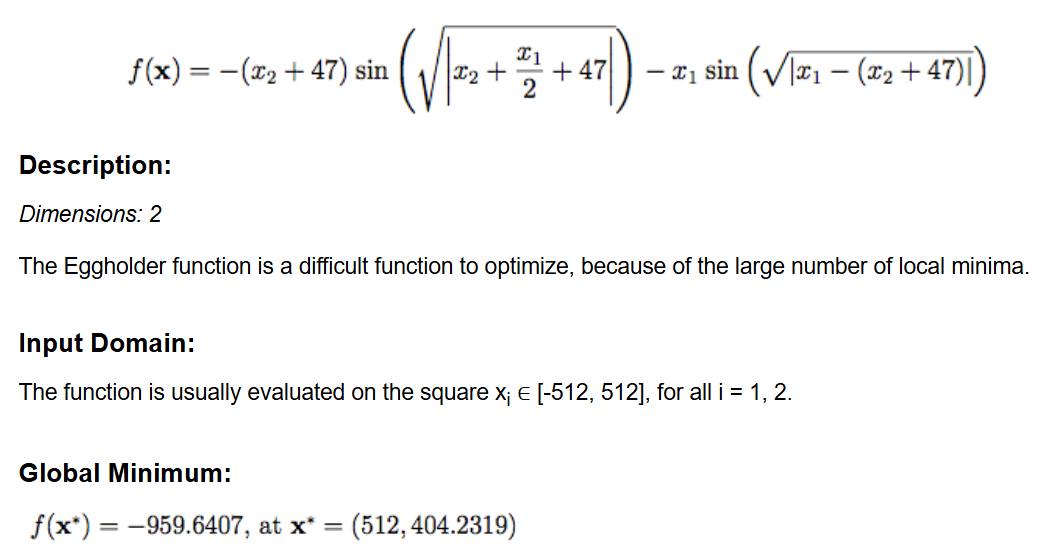 f(x) = −(x₂ + 47) sin (√|x₂ + x₁/2 + 47|) − x₁ sin (√|x₁ − (x₂ + 47)|)
Description:
Dimensions: 2
The Eggholder function is a difficult function to optimize, because of the large number of local minima.
Input Domain:
The function is usually evaluated on the square xᵢ ∈ [-512, 512], for all i = 1, 2.
Global Minimum:
f(x*) = −959.6407, at x* = (512, 404.2319)